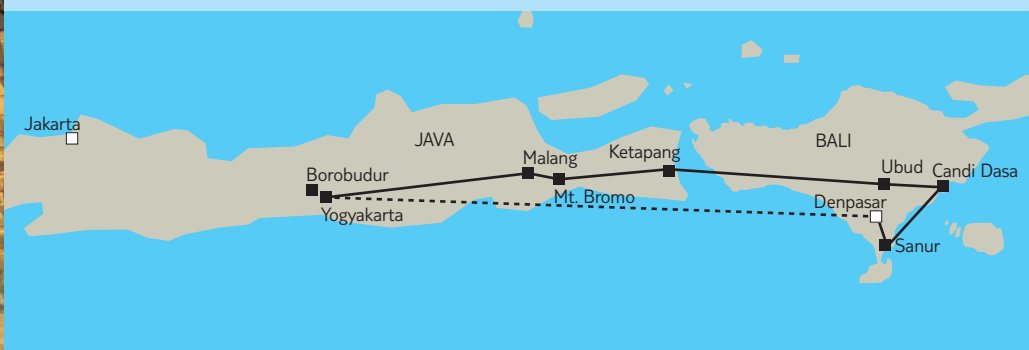 Jakarta
JAVA
BALI
Malang
Ketapang
Borobudur
Ubud
Candi Dasa
Mt. Bromo
Denpasar
Yogyakarta
Sanur